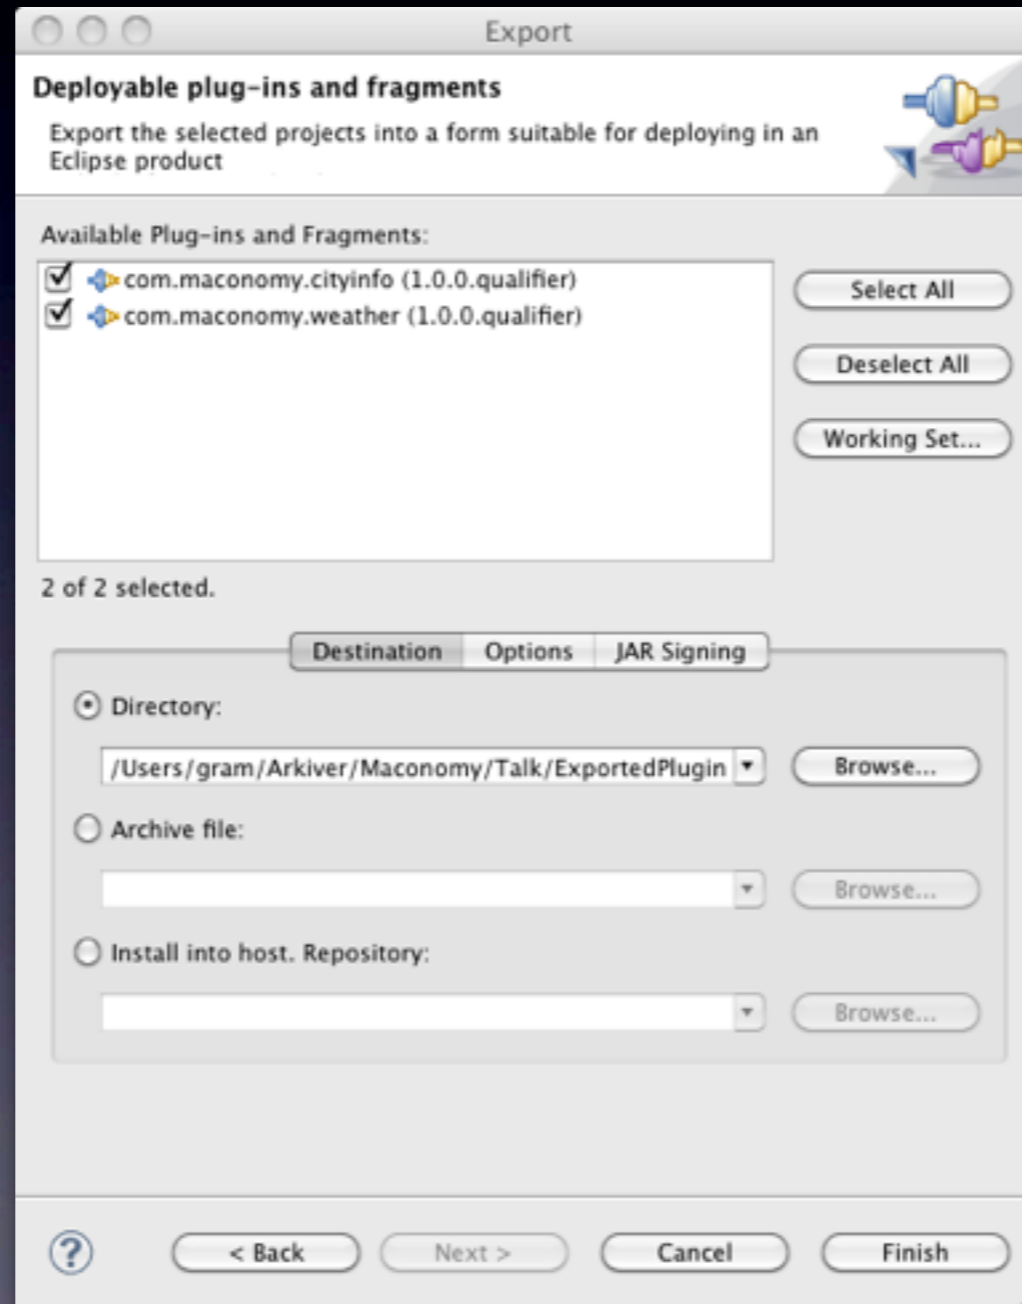 Export
Deployable plug-ins and fragments
Export the selected projects into a form suitable for deploying in an
Eclipse product
Available Plug-ins and Fragments:
com.maconomy.cityinfo (1.0.0.qualifier)
com.maconomy.weather (1.0.0.qualifier)
Select All
Deselect All
Working Set...
2 of 2 selected.
Destination Options JAR Signing
Directory:
/Users/gram/Arkiver/Maconomy/Talk/ExportedPlugin Browse...
Archive file:
Browse...
Install into host. Repository:
Browse...
? < Back Next > Cancel Finish